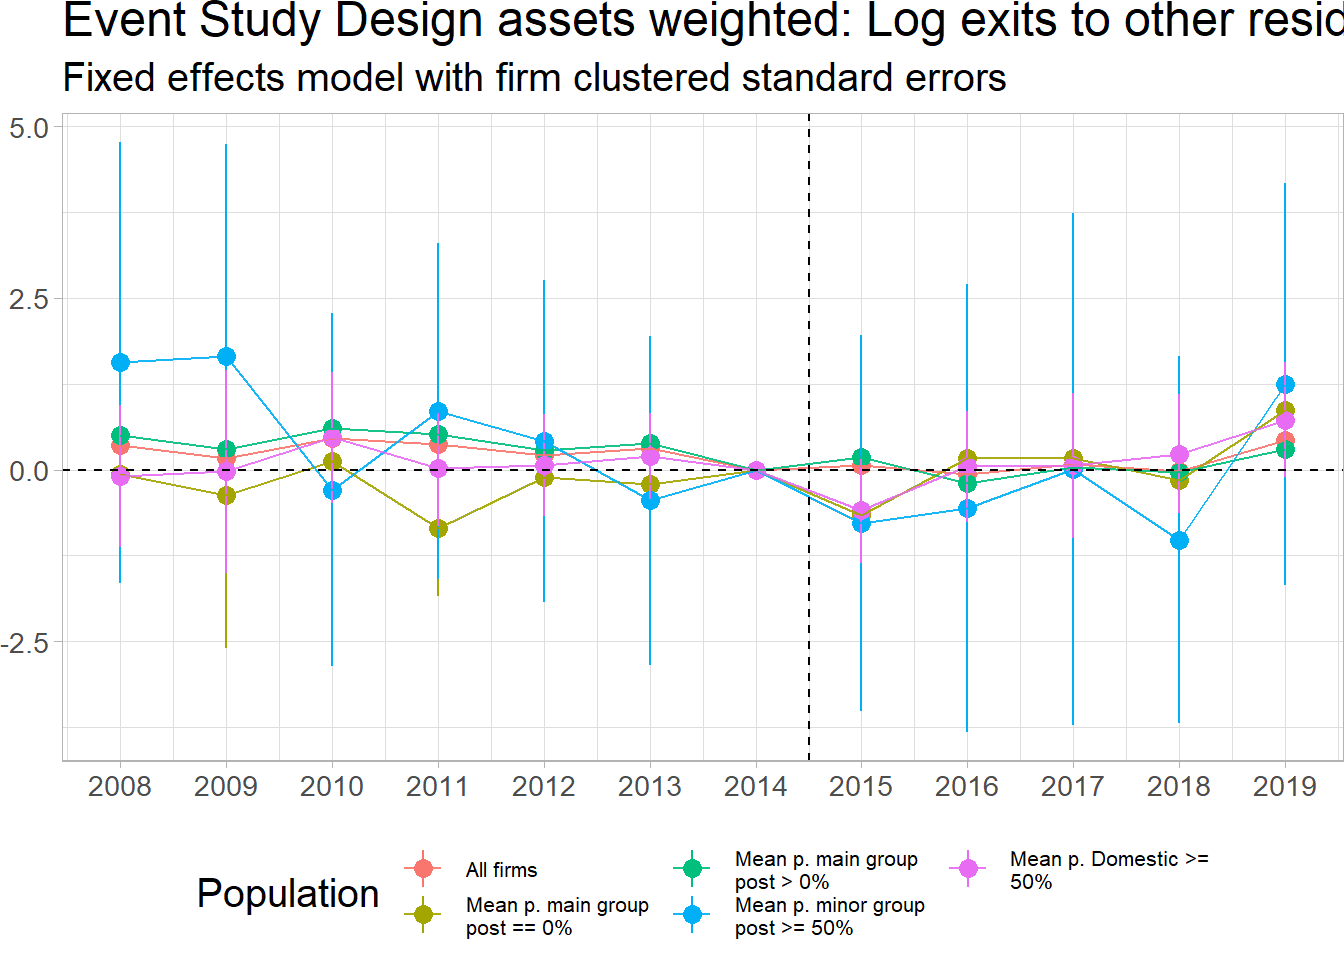 Event Study Design assets weighted: Log exits to other resid
Fixed effects model with firm clustered standard errors
5.0
2.5
0.0
-2.5
2008 2009 2010 2011 2012 2013 2014 2015 2016 2017 2018 2019
Population
All firms
Mean p. main group
post == 0%
Mean p. main group
post > 0%
Mean p. minor group
post >= 50%
Mean p. Domestic >=
50%